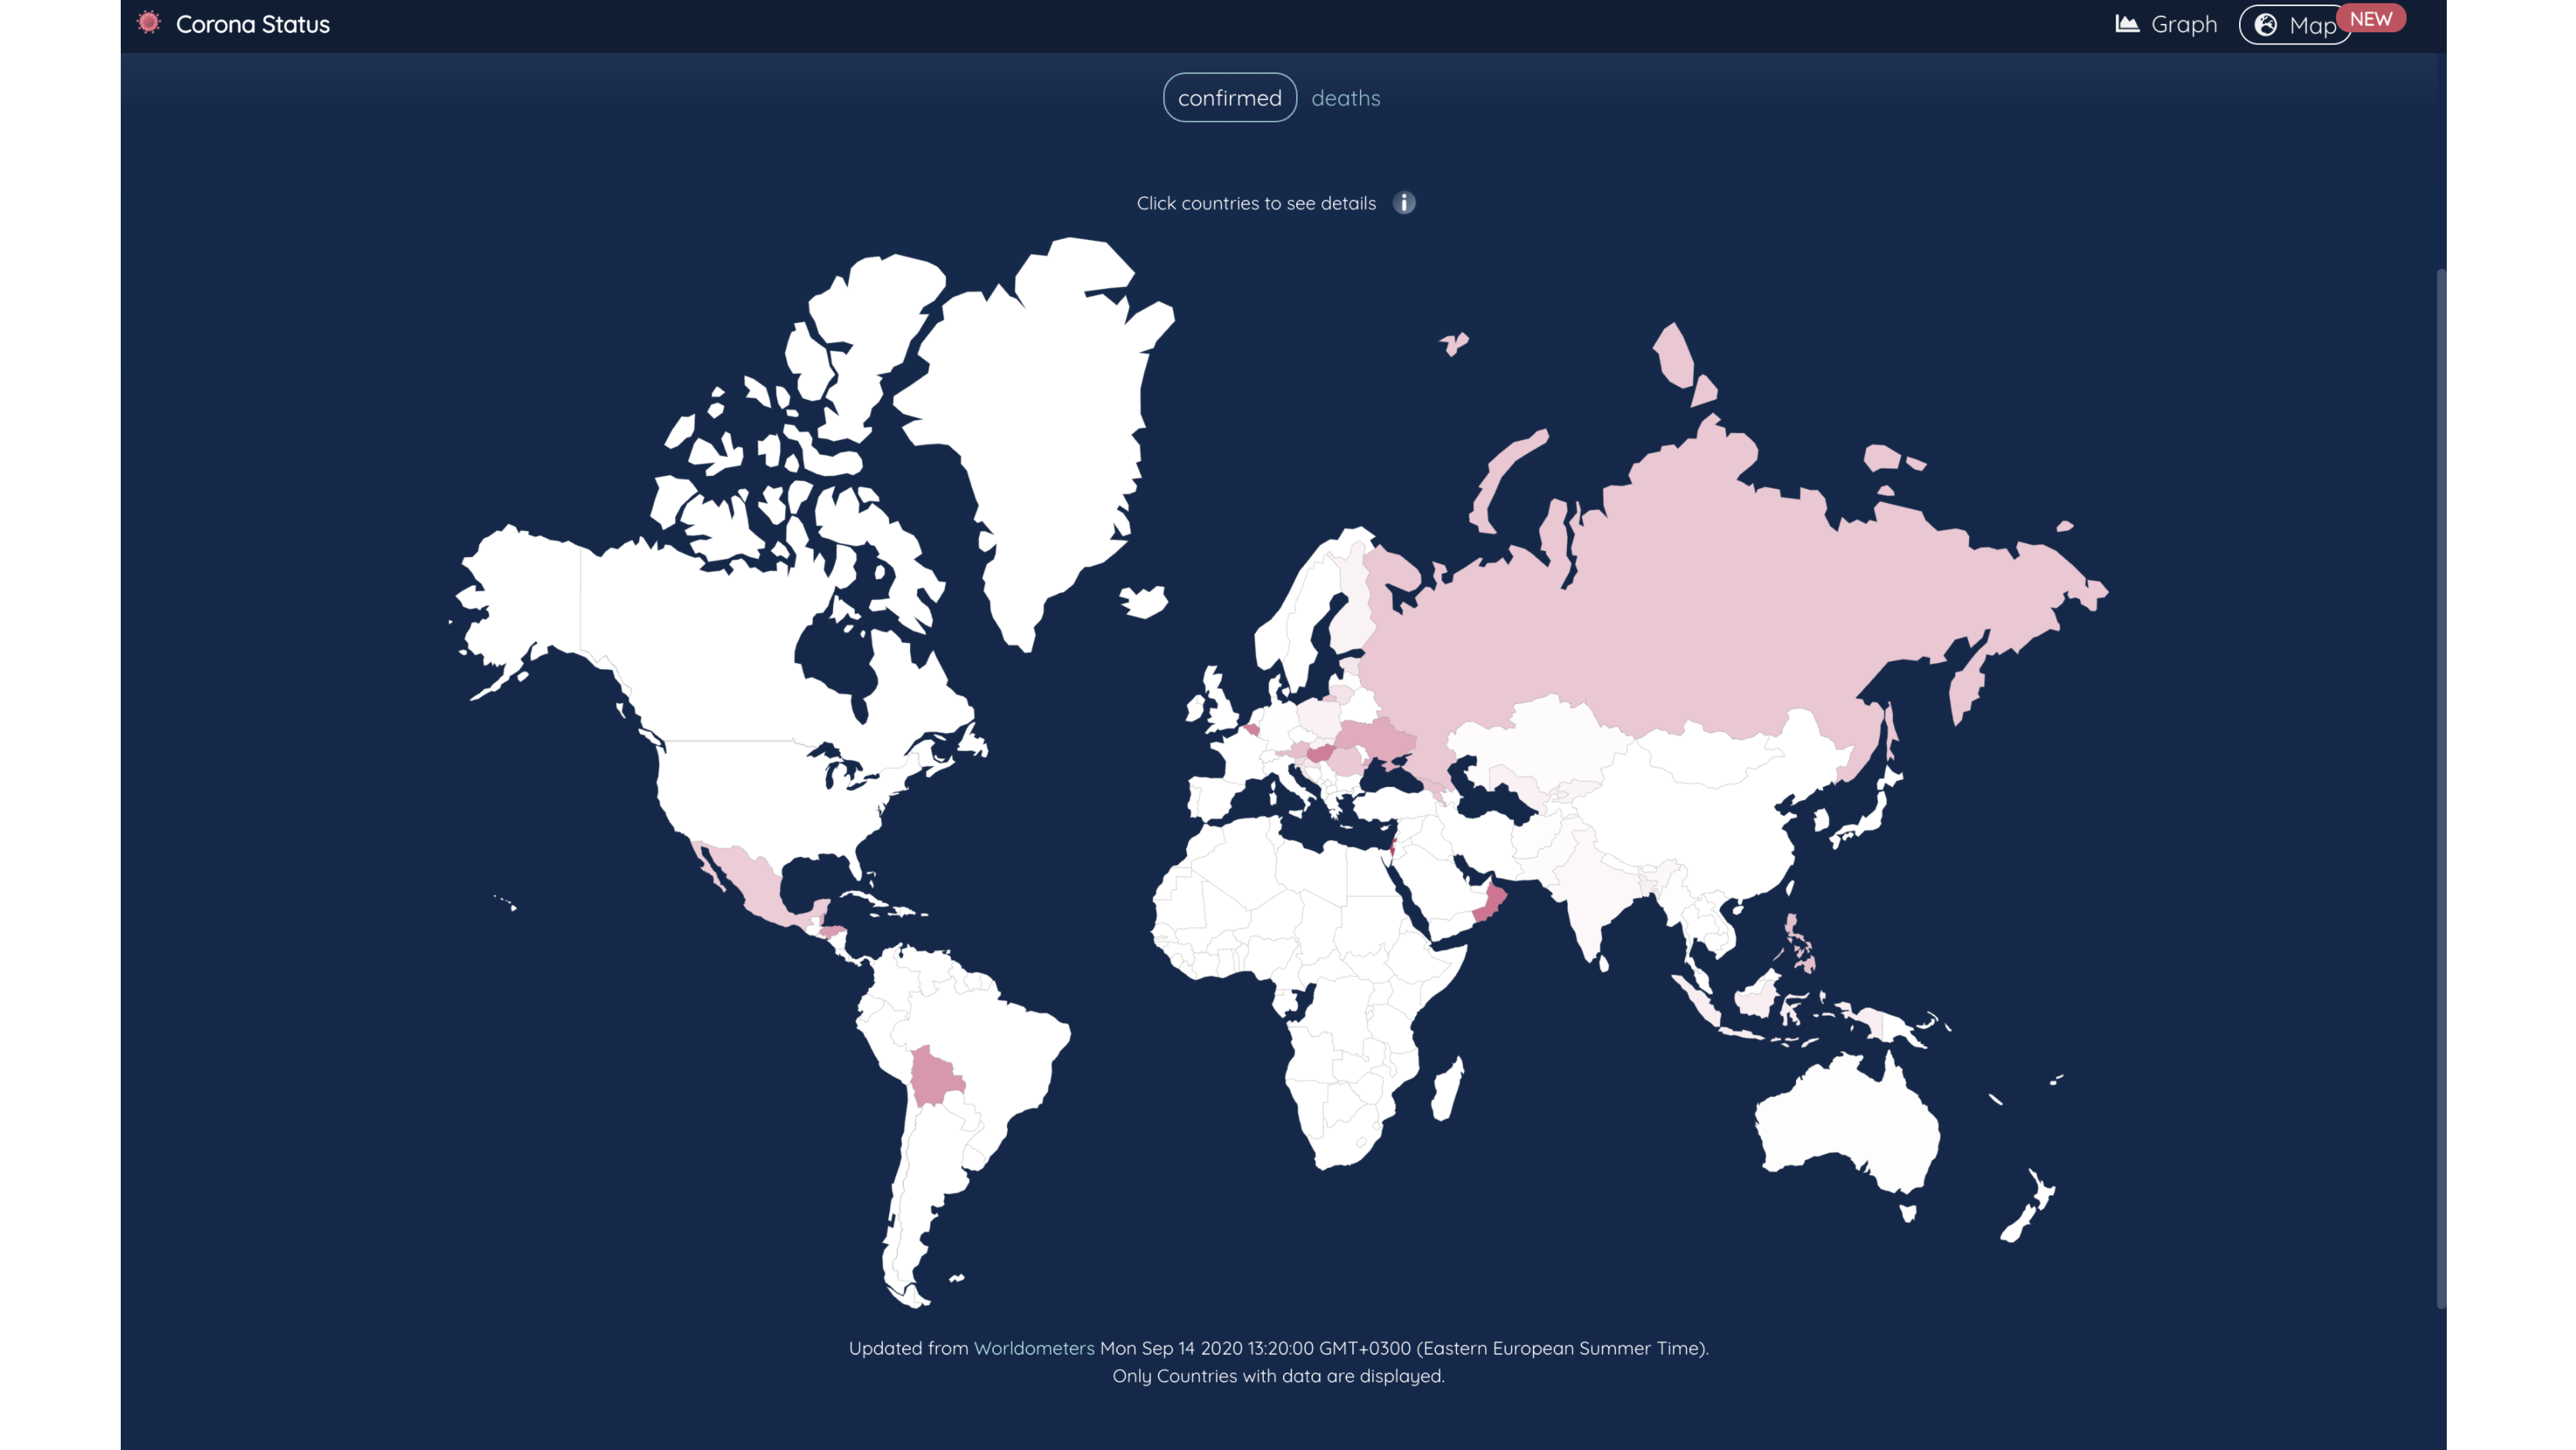 Corona Status
Graph
Map
NEW
confirmed
deaths
Click countries to see details
Updated from Worldometers Mon Sep 14 2020 13:20:00 GMT+0300 (Eastern European Summer Time).
Only Countries with data are displayed.